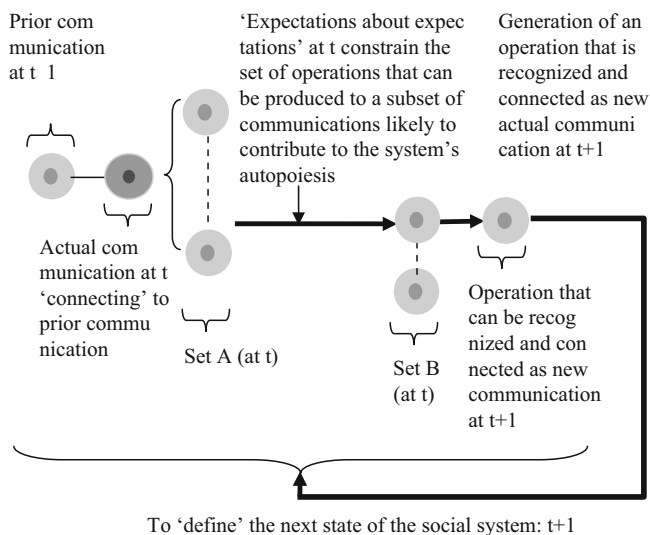 Prior com
munication
at t 1
‘Expectations about expec
tations’ at t constrain the
set of operations that can
be produced to a subset of
communications likely to
contribute to the system’s
autopoiesis
Generation of an
operation that is
recognized and
connected as new
actual communi
cation at t+1
Actual com
munication at t
‘connecting’ to
prior commu
nication
Set A (at t)
Set B
(at t)
Operation that
can be recog
nized and con
nected as new
communication
at t+1
To ‘define’ the next state of the social system: t+1